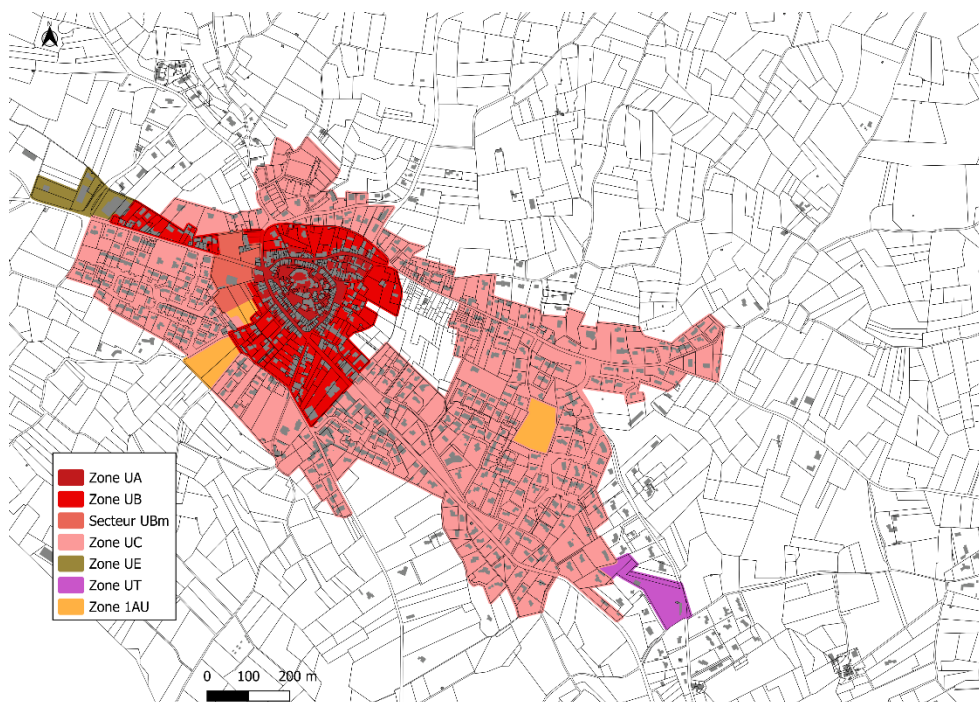 Zone UA
Zone UB
Secteur UBm
Zone UC
Zone UE
Zone UT
Zone 1AU
0 100 200 m